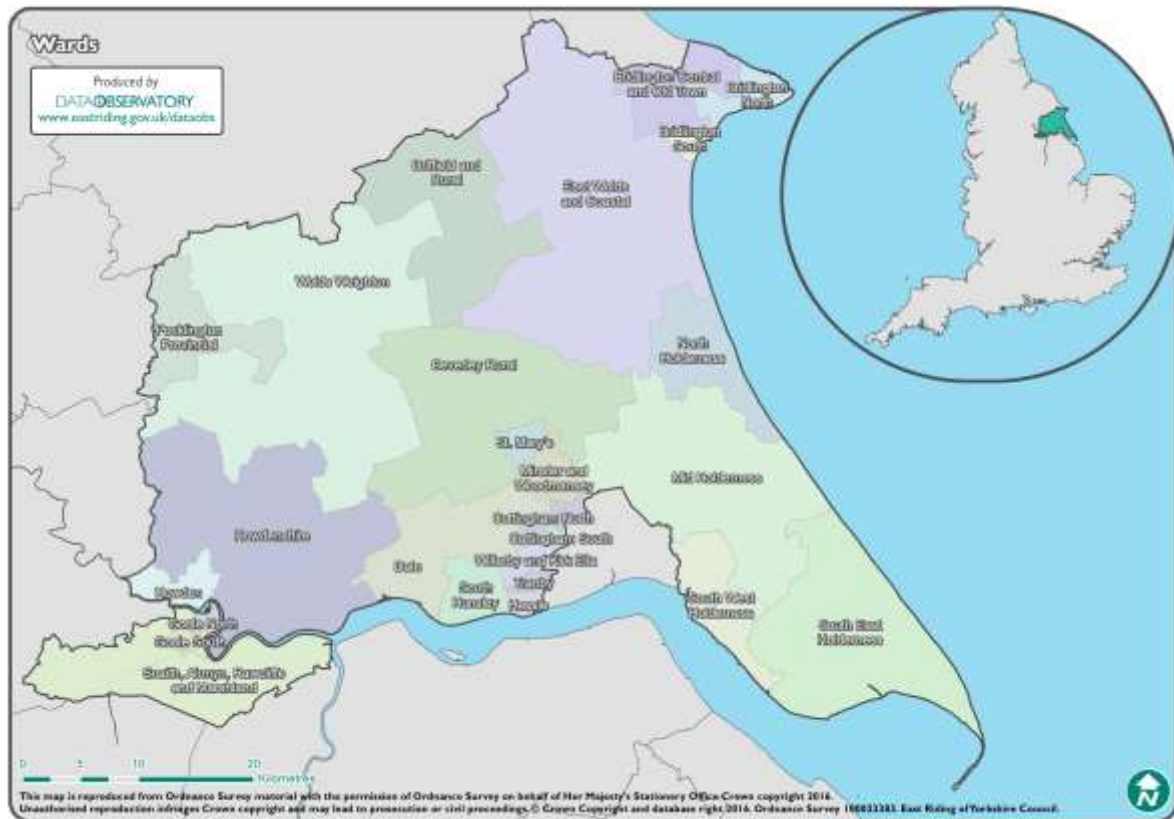 Wards
Produced by
DATA OBSERVATORY
www.eastriding.gov.uk/dataobs
Bridlington Central
and Old Town
Bridlington
North
Bridlington
South
Driffield and
Rural
East Wolds
and Coastal
Wolds Weighton
Pocklington
Provincial
North
Holderness
Beverley Rural
St. Mary's
Minster and
Woodmansey
Mid Holderness
Cottingham North
Cottingham South
Howdenshire
Willerby and Kirk Ella
Dale
Tranby
South
Hunsley
Hessle
Howden
South West
Holderness
Goole North
South East
Holderness
Goole South
Snaith, Airmyn, Rawcliffe
and Marshland
0 5 10 20
Kilometres
This map is reproduced from Ordnance Survey material with the permission of Ordnance Survey on behalf of Her Majesty's Stationery Office Crown copyright 2016.
Unauthorised reproduction infringes Crown copyright and may lead to prosecution or civil proceedings. © Crown Copyright and database right 2016. Ordnance Survey 100023383. East Riding of Yorkshire Council.
N